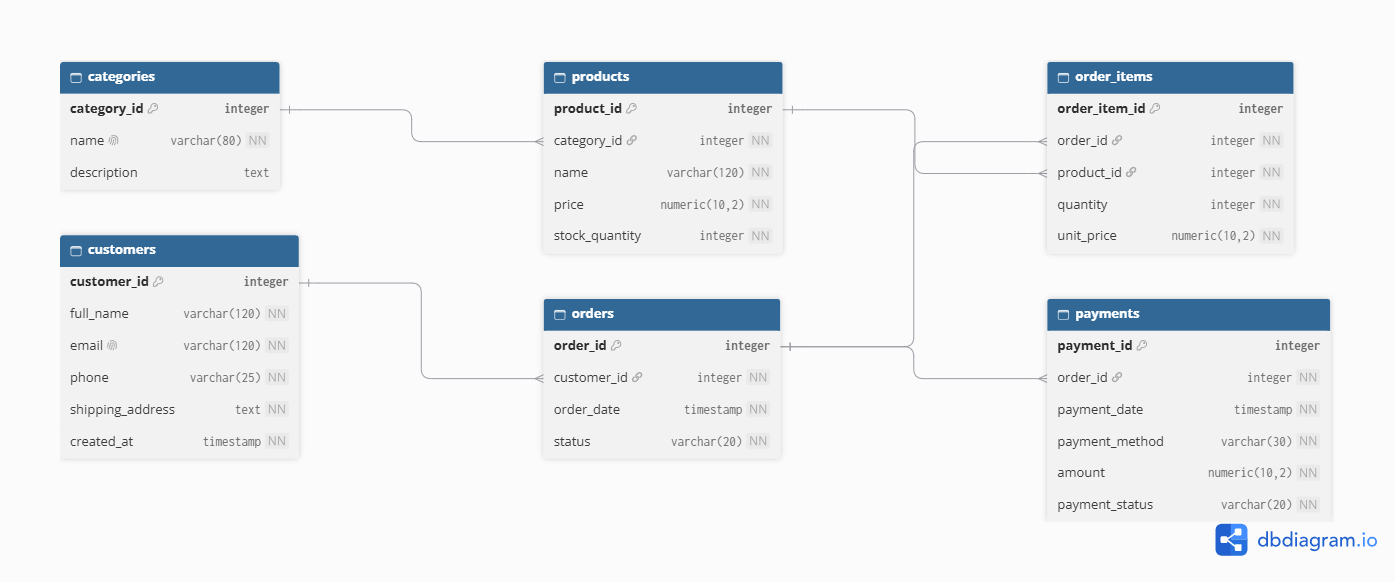 categories
category_id integer
name varchar(80) NN
description text
products
product_id integer
category_id integer NN
name varchar(120) NN
price numeric(10,2) NN
stock_quantity integer NN
order_items
order_item_id integer
order_id integer NN
product_id integer NN
quantity integer NN
unit_price numeric(10,2) NN
customers
customer_id integer
full_name varchar(120) NN
email varchar(120) NN
phone varchar(25) NN
shipping_address text NN
created_at timestamp NN
orders
order_id integer
customer_id integer NN
order_date timestamp NN
status varchar(20) NN
payments
payment_id integer
order_id integer NN
payment_date timestamp NN
payment_method varchar(30) NN
amount numeric(10,2) NN
payment_status varchar(20) NN
dbdiagram.io